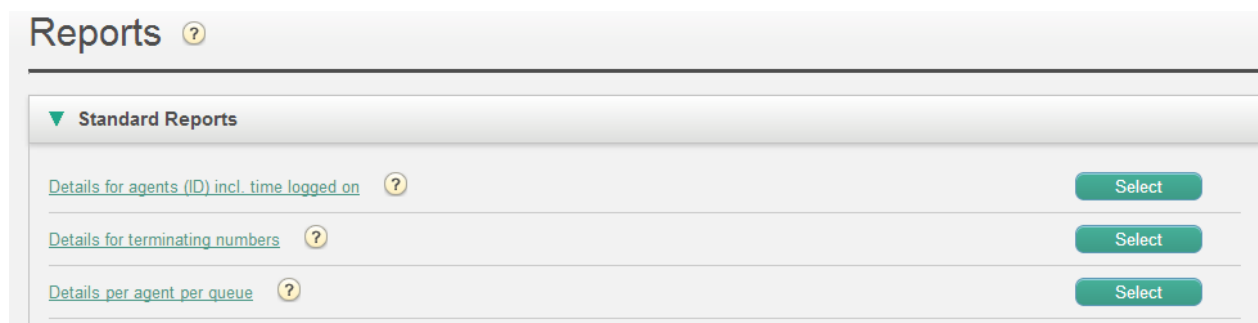 Reports ?
▼ Standard Reports
Details for agents (ID) incl. time logged on ? Select
Details for terminating numbers ? Select
Details per agent per queue ? Select